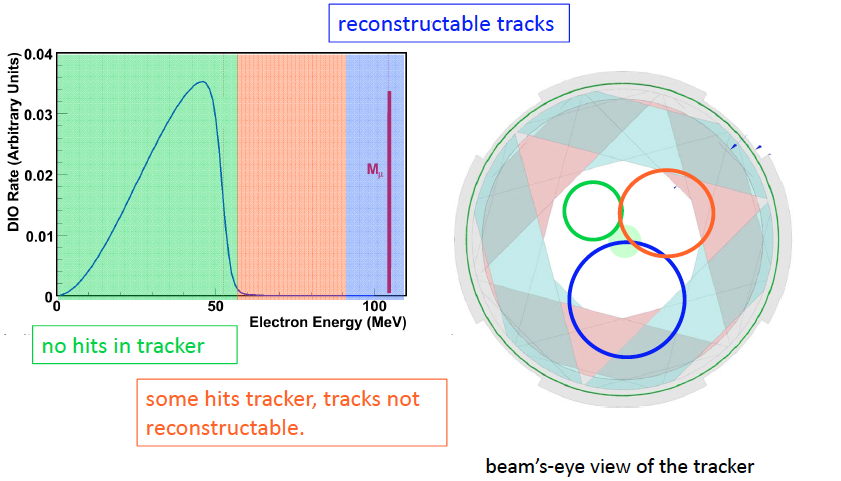 reconstructable tracks
0.04
0.03
0.02
0.01
0
DIO Rate (Arbitrary Units)
Mμ
0
50
100
Electron Energy (MeV)
no hits in tracker
some hits tracker, tracks not
reconstructable.
beam’s-eye view of the tracker